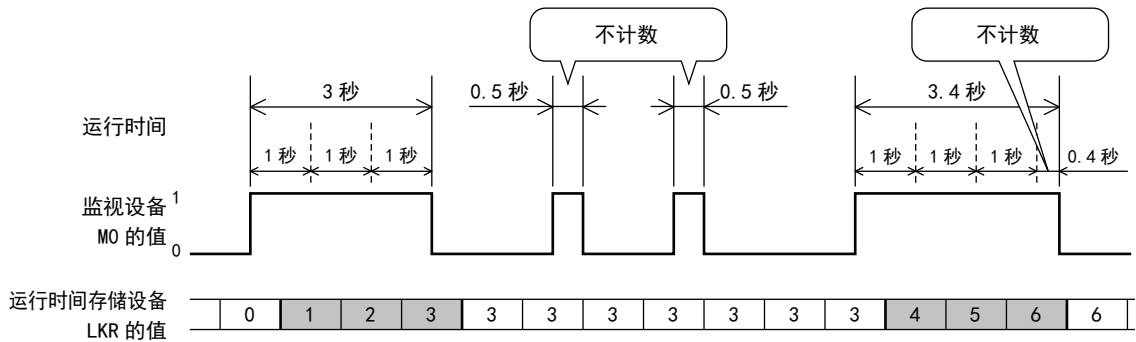 不计数 不计数
3 秒 0.5 秒 0.5 秒 3.4 秒
运行时间
1 秒 1 秒 1 秒 1 秒 1 秒 1 秒 0.4 秒
监视设备 1
M0 的值 0
运行时间存储设备
LKR 的值
0 1 2 3 3 3 3 3 3 3 3 4 5 6 6